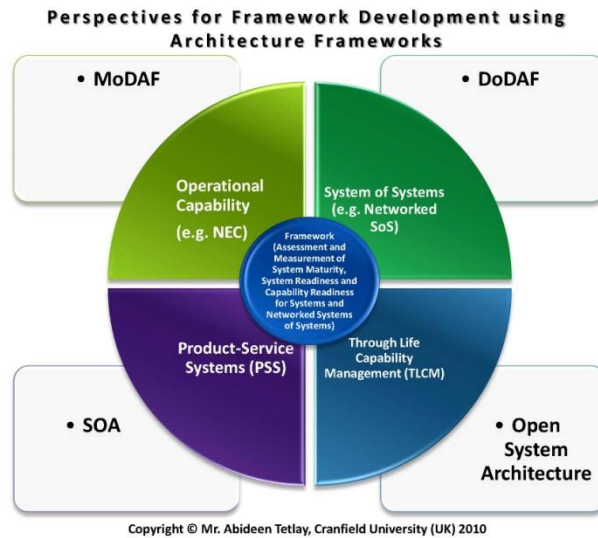 Perspectives for Framework Development using
Architecture Frameworks
• MoDAF
• DoDAF
Operational
Capability
(e.g. NEC)
System of Systems
(e.g. Networked
SoS)
Framework
(Assessment and
Measurement of
System Maturity,
System Readiness and
Capability Readiness
for Systems and
Networked Systems
of Systems)
Product-Service
Systems (PSS)
Through Life
Capability
Management (TLCM)
• SOA
• Open
System
Architecture
Copyright © Mr. Abideen Tetlay, Cranfield University (UK) 2010